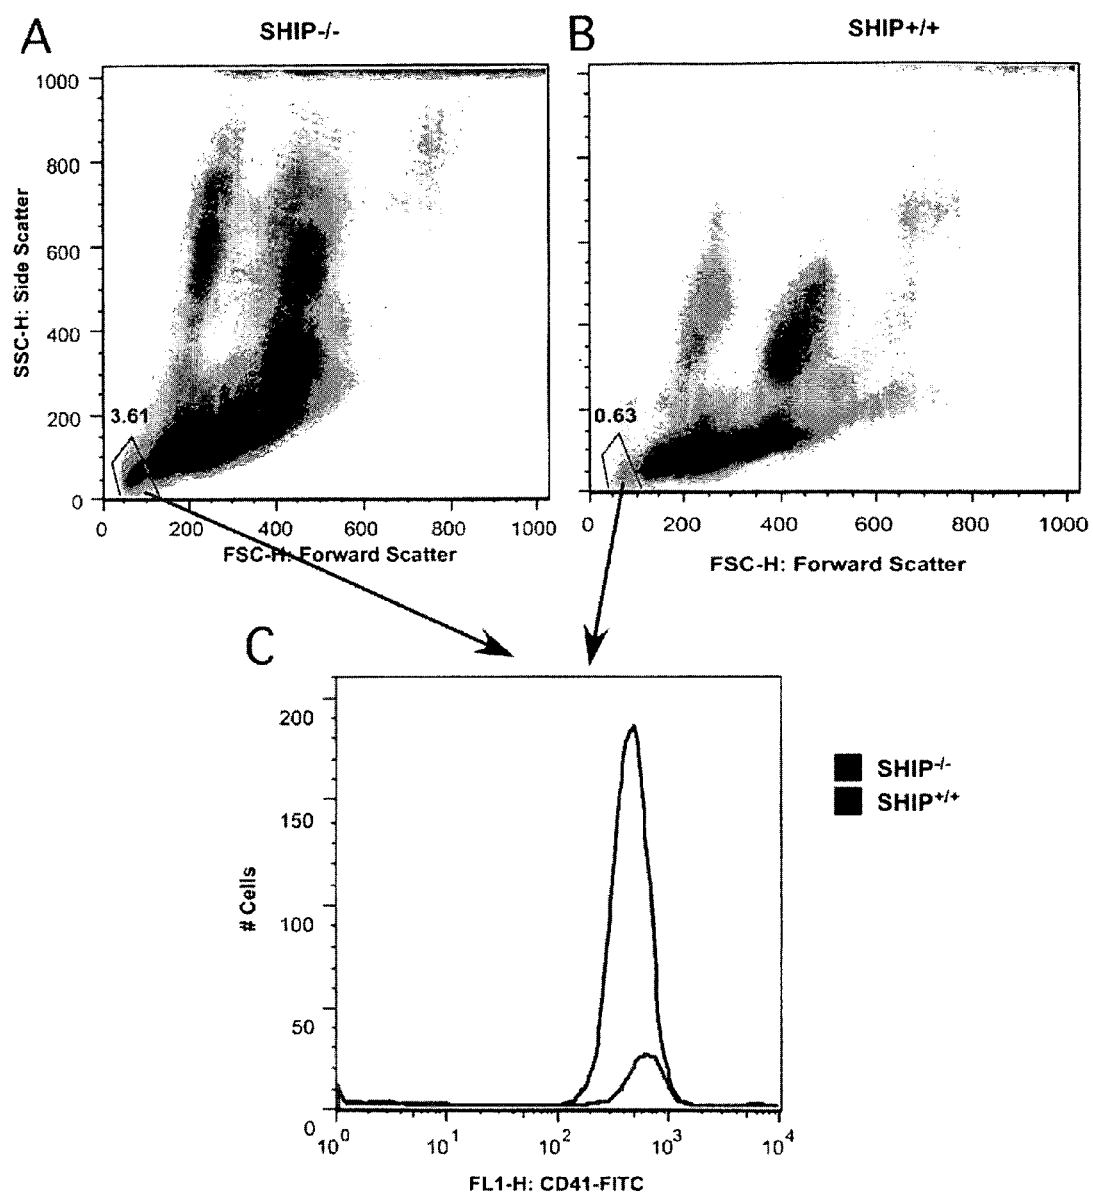 A
SHIP-/-
B
SHIP+/+
1000
800
600
400
200
0
SSC-H: Side Scatter
3.61
0.63
0 200 400 600 800 1000
0 200 400 600 800 1000
FSC-H: Forward Scatter
FSC-H: Forward Scatter
C
200
150
100
50
0
# Cells
10^0 10^1 10^2 10^3 10^4
FL1-H: CD41-FITC
SHIP-/-
SHIP+/+